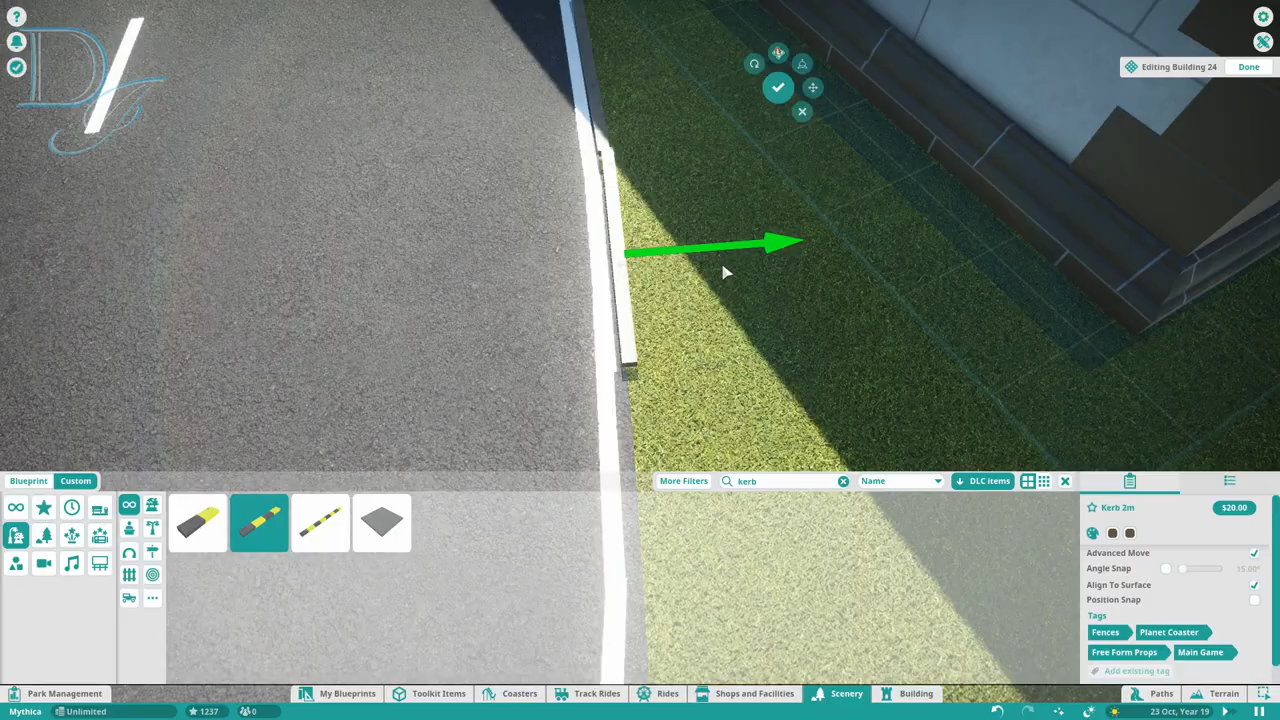 Editing Building 24
Done
Blueprint
Custom
More Filters
kerb
Name
DLC items
Kerb 2m
$20.00
Advanced Move
Angle Snap
15.00°
Align To Surface
Position Snap
Tags
Fences
Planet Coaster
Free Form Props
Main Game
Add existing tag
Park Management
My Blueprints
Toolkit Items
Coasters
Track Rides
Rides
Shops and Facilities
Scenery
Building
Paths
Terrain
Mythica
Unlimited
1237
0
23 Oct, Year 19